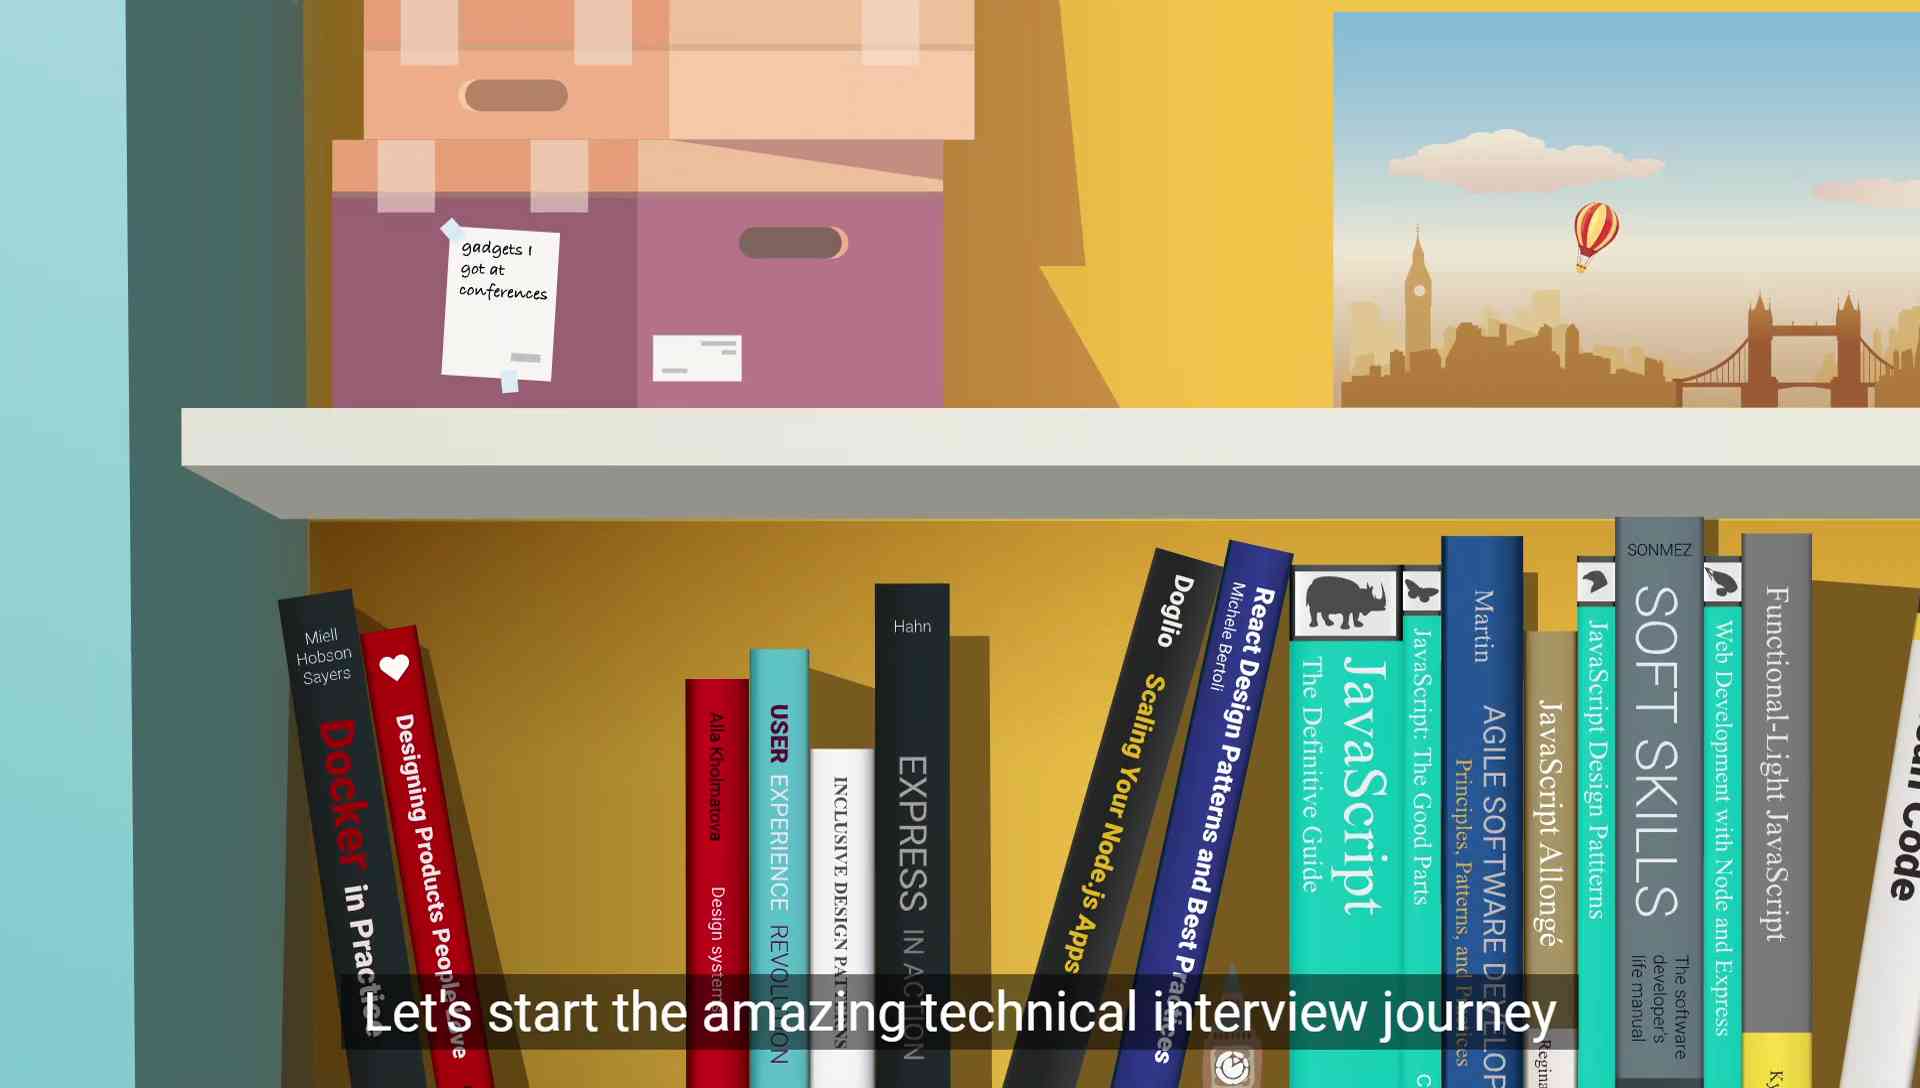 gadgets I
got at
conferences
Miell
Hobson
Sayers
Docker in Practice
Designing Products People Love
Alla Kholmatova
Design systems
USER EXPERIENCE REVOLUTION
INCLUSIVE DESIGN PATTERNS
Hahn
EXPRESS IN ACTION
Doglio
Scaling Your Node.js Apps
React Design Patterns and Best Practices
Michele Bertoli
JavaScript
The Definitive Guide
JavaScript: The Good Parts
Martin
AGILE SOFTWARE DEVELOP
Principles, Patterns, and Practices
JavaScript Allongé
Regina
JavaScript Design Patterns
SONMEZ
SOFT SKILLS
The software
developer's
life manual
Web Development with Node and Express
Functional-Light JavaScript
Ky
Code
Let's start the amazing technical interview journey